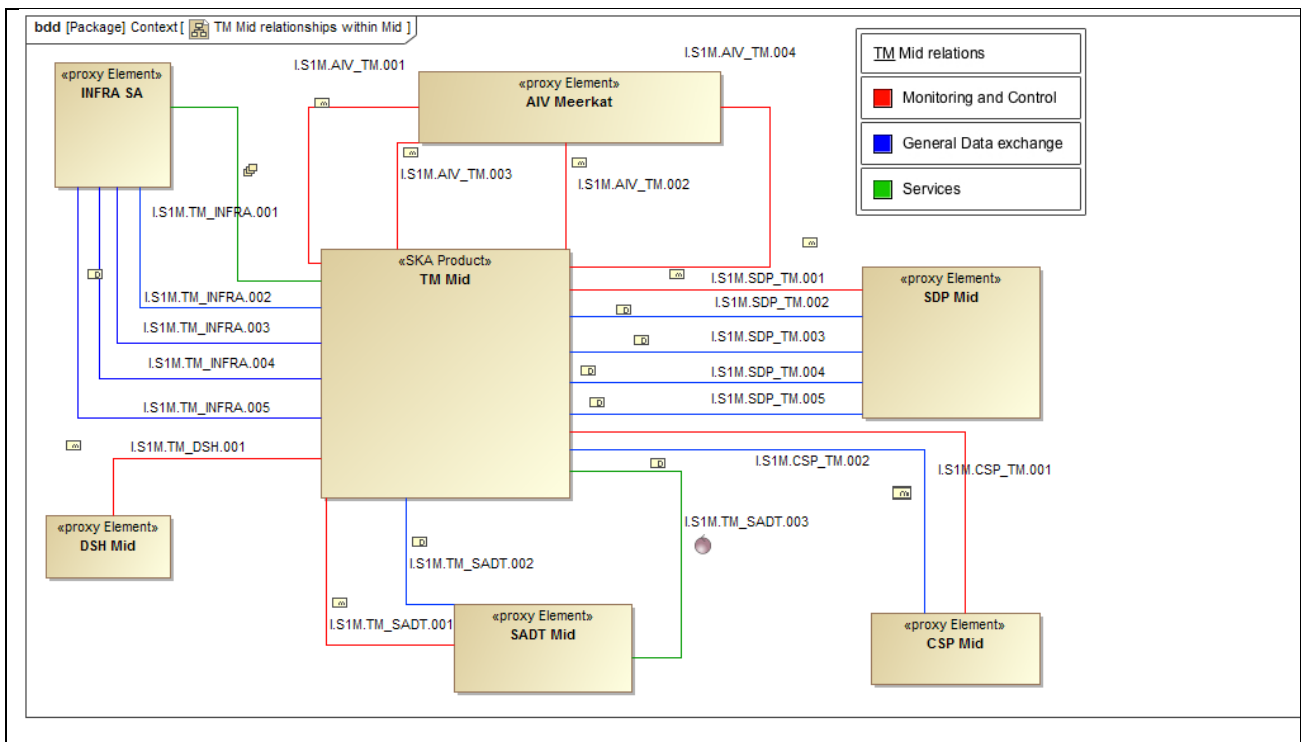 bdd [Package] Context [ TM Mid relationships within Mid ]
I.S1M.AIV_TM.001
I.S1M.AIV_TM.004
«proxy Element»
INFRA SA
«proxy Element»
AIV Meerkat
TM Mid relations
Monitoring and Control
General Data exchange
Services
I.S1M.AIV_TM.003
I.S1M.AIV_TM.002
I.S1M.TM_INFRA.001
«SKA Product»
TM Mid
I.S1M.SDP_TM.001
«proxy Element»
SDP Mid
I.S1M.TM_INFRA.002
I.S1M.SDP_TM.002
I.S1M.TM_INFRA.003
I.S1M.SDP_TM.003
I.S1M.TM_INFRA.004
I.S1M.SDP_TM.004
I.S1M.TM_INFRA.005
I.S1M.SDP_TM.005
I.S1M.TM_DSH.001
I.S1M.CSP_TM.002
I.S1M.CSP_TM.001
«proxy Element»
DSH Mid
I.S1M.TM_SADT.003
I.S1M.TM_SADT.002
I.S1M.TM_SADT.001
«proxy Element»
SADT Mid
«proxy Element»
CSP Mid